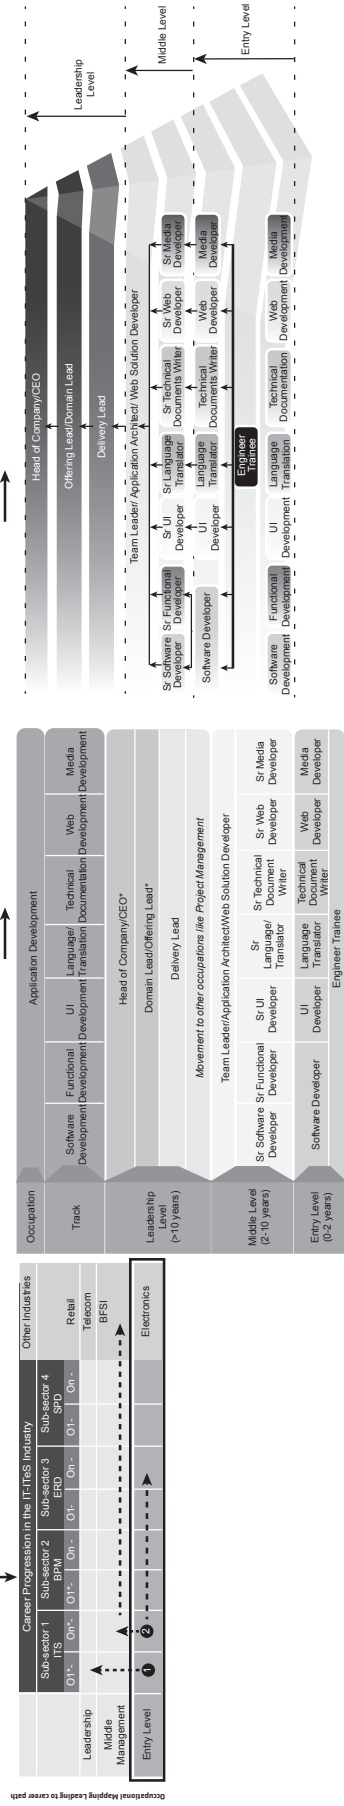 Occupational Mapping Leading to career path
Career Progression in the IT-ITeS Industry
Other Industries
Sub-sector 1
ITS
Sub-sector 2
BPM
Sub-sector 3
ERD
Sub-sector 4
SPD
O1*- On*- O1*- On - O1- On - O1- On -
Retail
Leadership
Telecom
Middle
Management
BFSI
Entry Level
1
2
Electronics
Occupation
Application Development
Track
Software
Development
Functional
Development
UI
Development
Language/
Translation
Technical
Documentation
Web
Development
Media
Development
Leadership
Level
(>10 years)
Head of Company/CEO*
Domain Lead/Offering Lead*
Delivery Lead
Movement to other occupations like Project Management
Middle Level
(2-10 years)
Team Leader/Application Architect/Web Solution Developer
Sr Software
Developer
Sr Functional
Developer
Sr UI
Developer
Sr
Language/
Translator
Sr Technical
Document
Writer
Sr Web
Developer
Sr Media
Developer
Entry Level
(0-2 years)
Software Developer
UI
Developer
Language
Translator
Technical
Document
Writer
Web
Developer
Media
Developer
Engineer Trainee
Head of Company/CEO
Offering Lead/Domain Lead
Delivery Lead
Leadership
Level
Team Leader/ Application Architect/ Web Solution Developer
Sr Software
Developer
Sr Functional
Developer
Sr UI
Developer
Sr Language
Translator
Sr Technical
Documents Writer
Sr Web
Developer
Sr Media
Developer
Middle Level
Software Developer
UI
Developer
Language
Translator
Technical
Documents Writer
Web
Developer
Media
Developer
Engineer
Trainee
Entry Level
Software
Development
Functional
Development
UI
Development
Language
Translation
Technical
Documentation
Web
Development
Media
Development